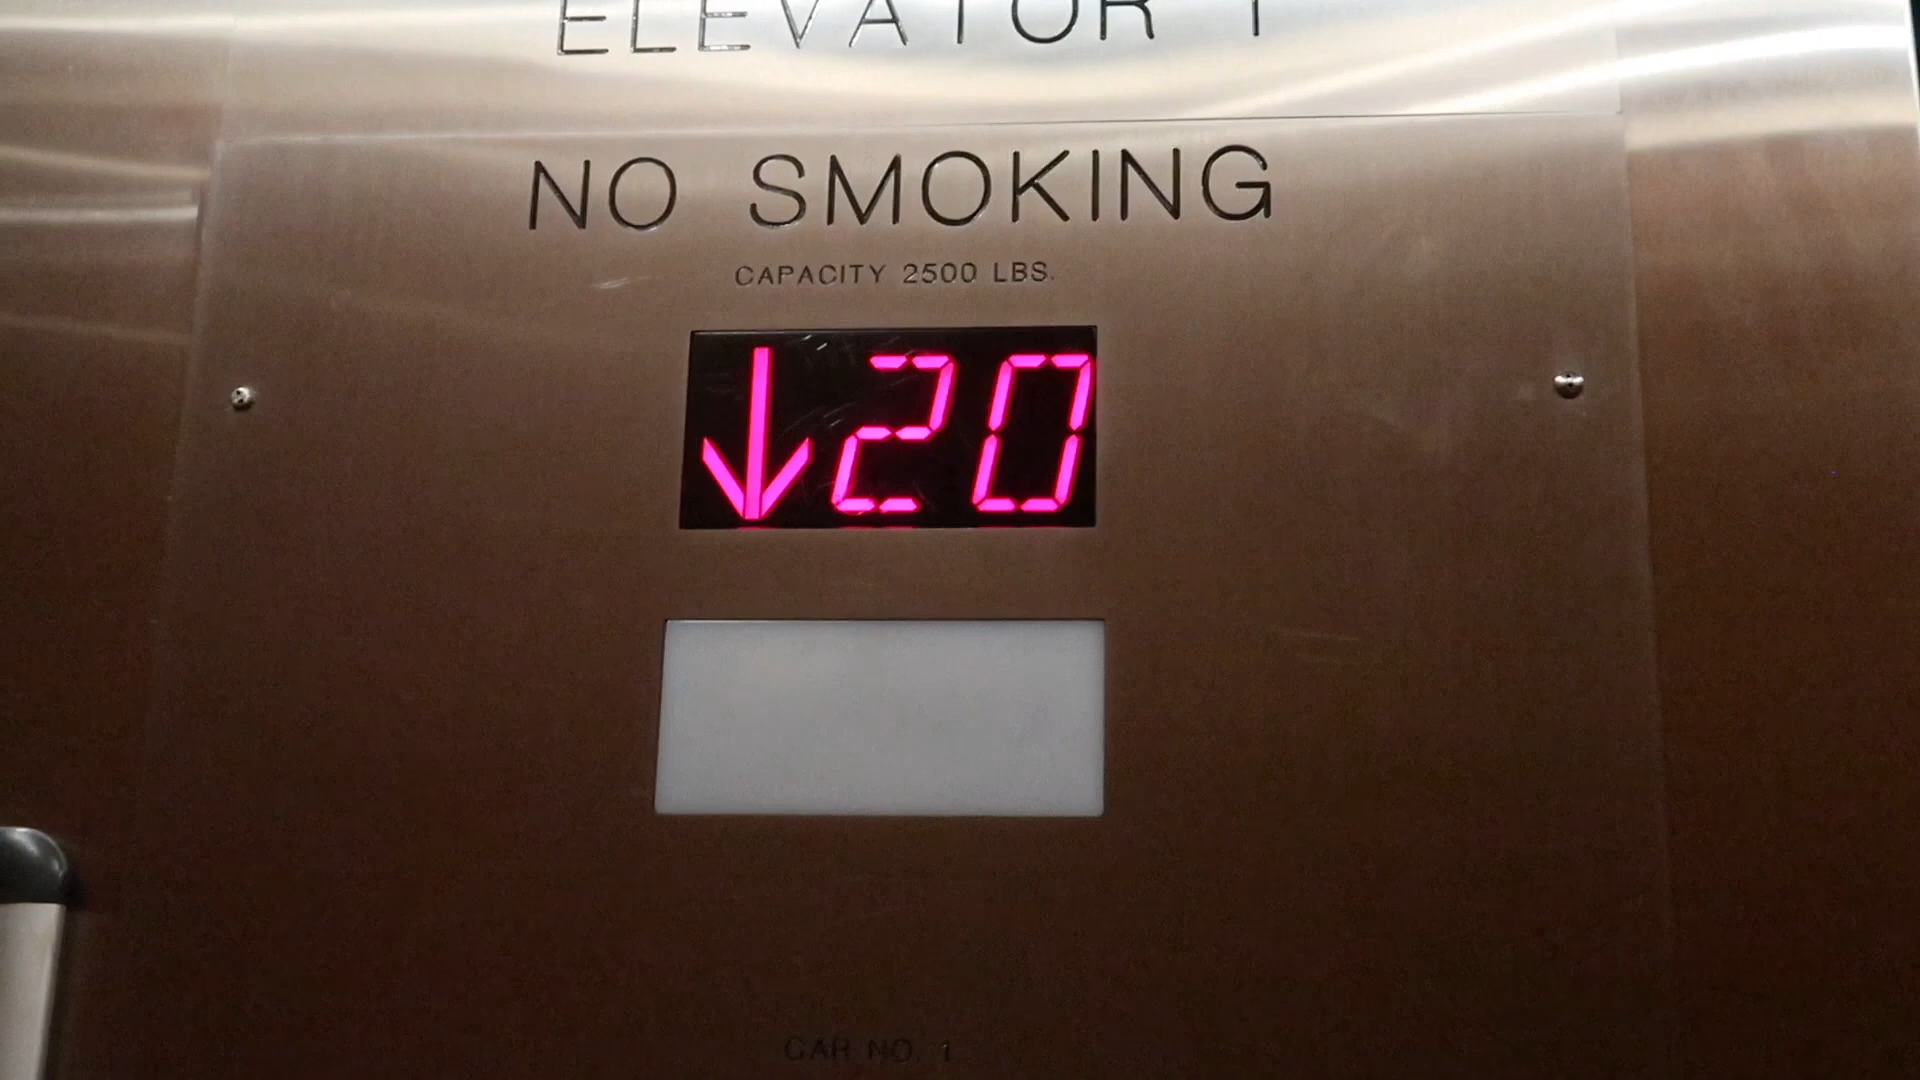 ELEVATOR 1
NO SMOKING
CAPACITY 2500 LBS.
↓20
CAR NO. 1